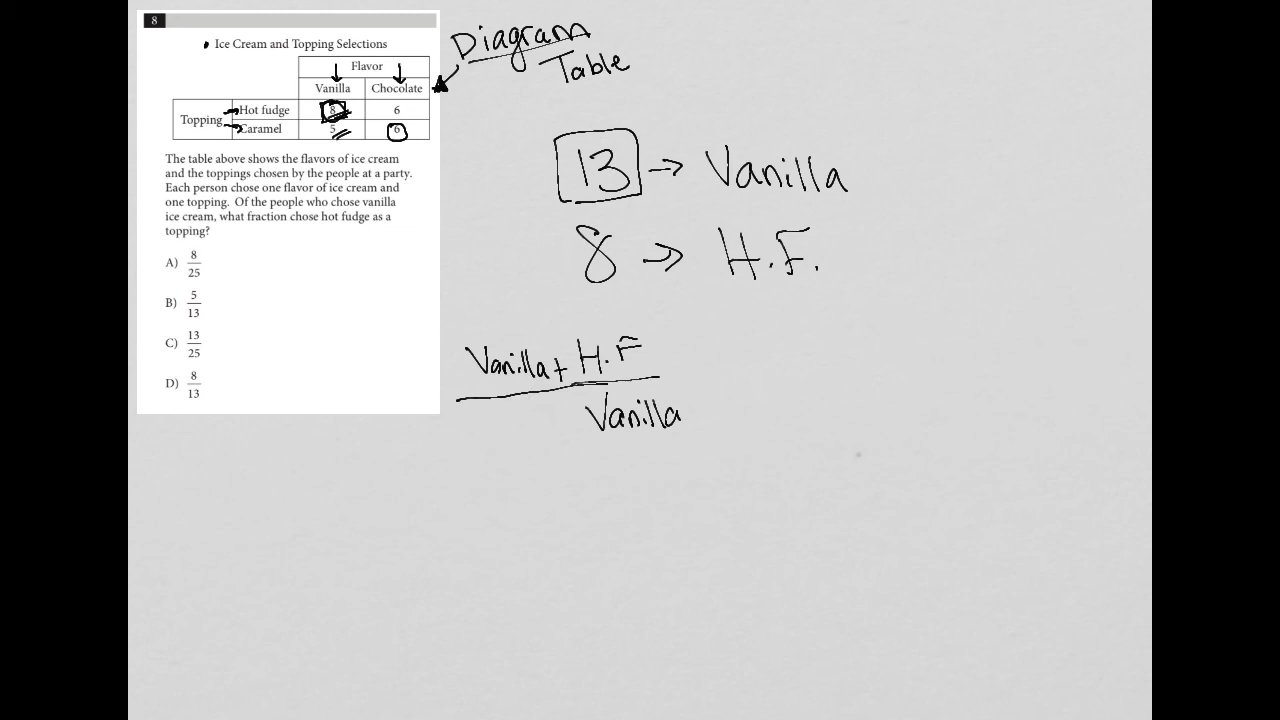 8
Ice Cream and Topping Selections
Flavor
Vanilla Chocolate
Topping
Hot fudge 8 6
Caramel 5 6
The table above shows the flavors of ice cream
and the toppings chosen by the people at a party.
Each person chose one flavor of ice cream and
one topping. Of the people who chose vanilla
ice cream, what fraction chose hot fudge as a
topping?
A) 8/25
B) 5/13
C) 13/25
D) 8/13
Diagram
Table
13 → Vanilla
8 → H.F.
Vanilla + H.F
Vanilla